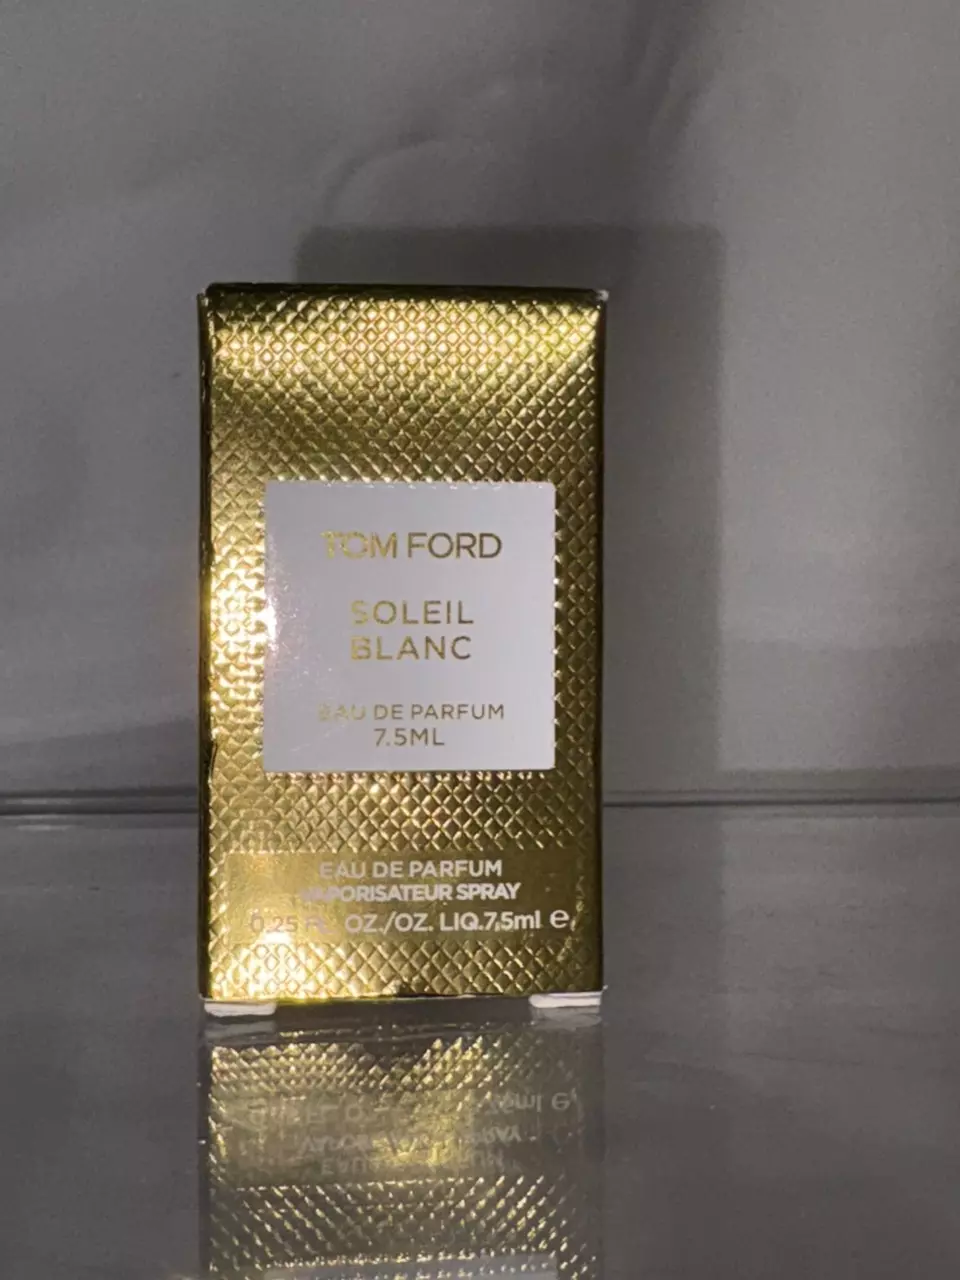 TOM FORD
SOLEIL
BLANC
EAU DE PARFUM
7.5ML
EAU DE PARFUM
VAPORISATEUR SPRAY
0.25 FL. OZ./OZ. LIQ.7,5ml e